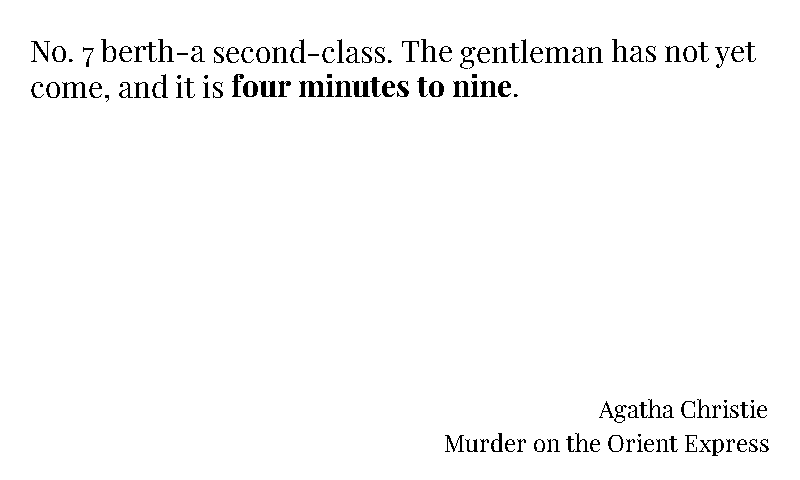 No. 7 berth-a second-class. The gentleman has not yet
come, and it is four minutes to nine.
Agatha Christie
Murder on the Orient Express